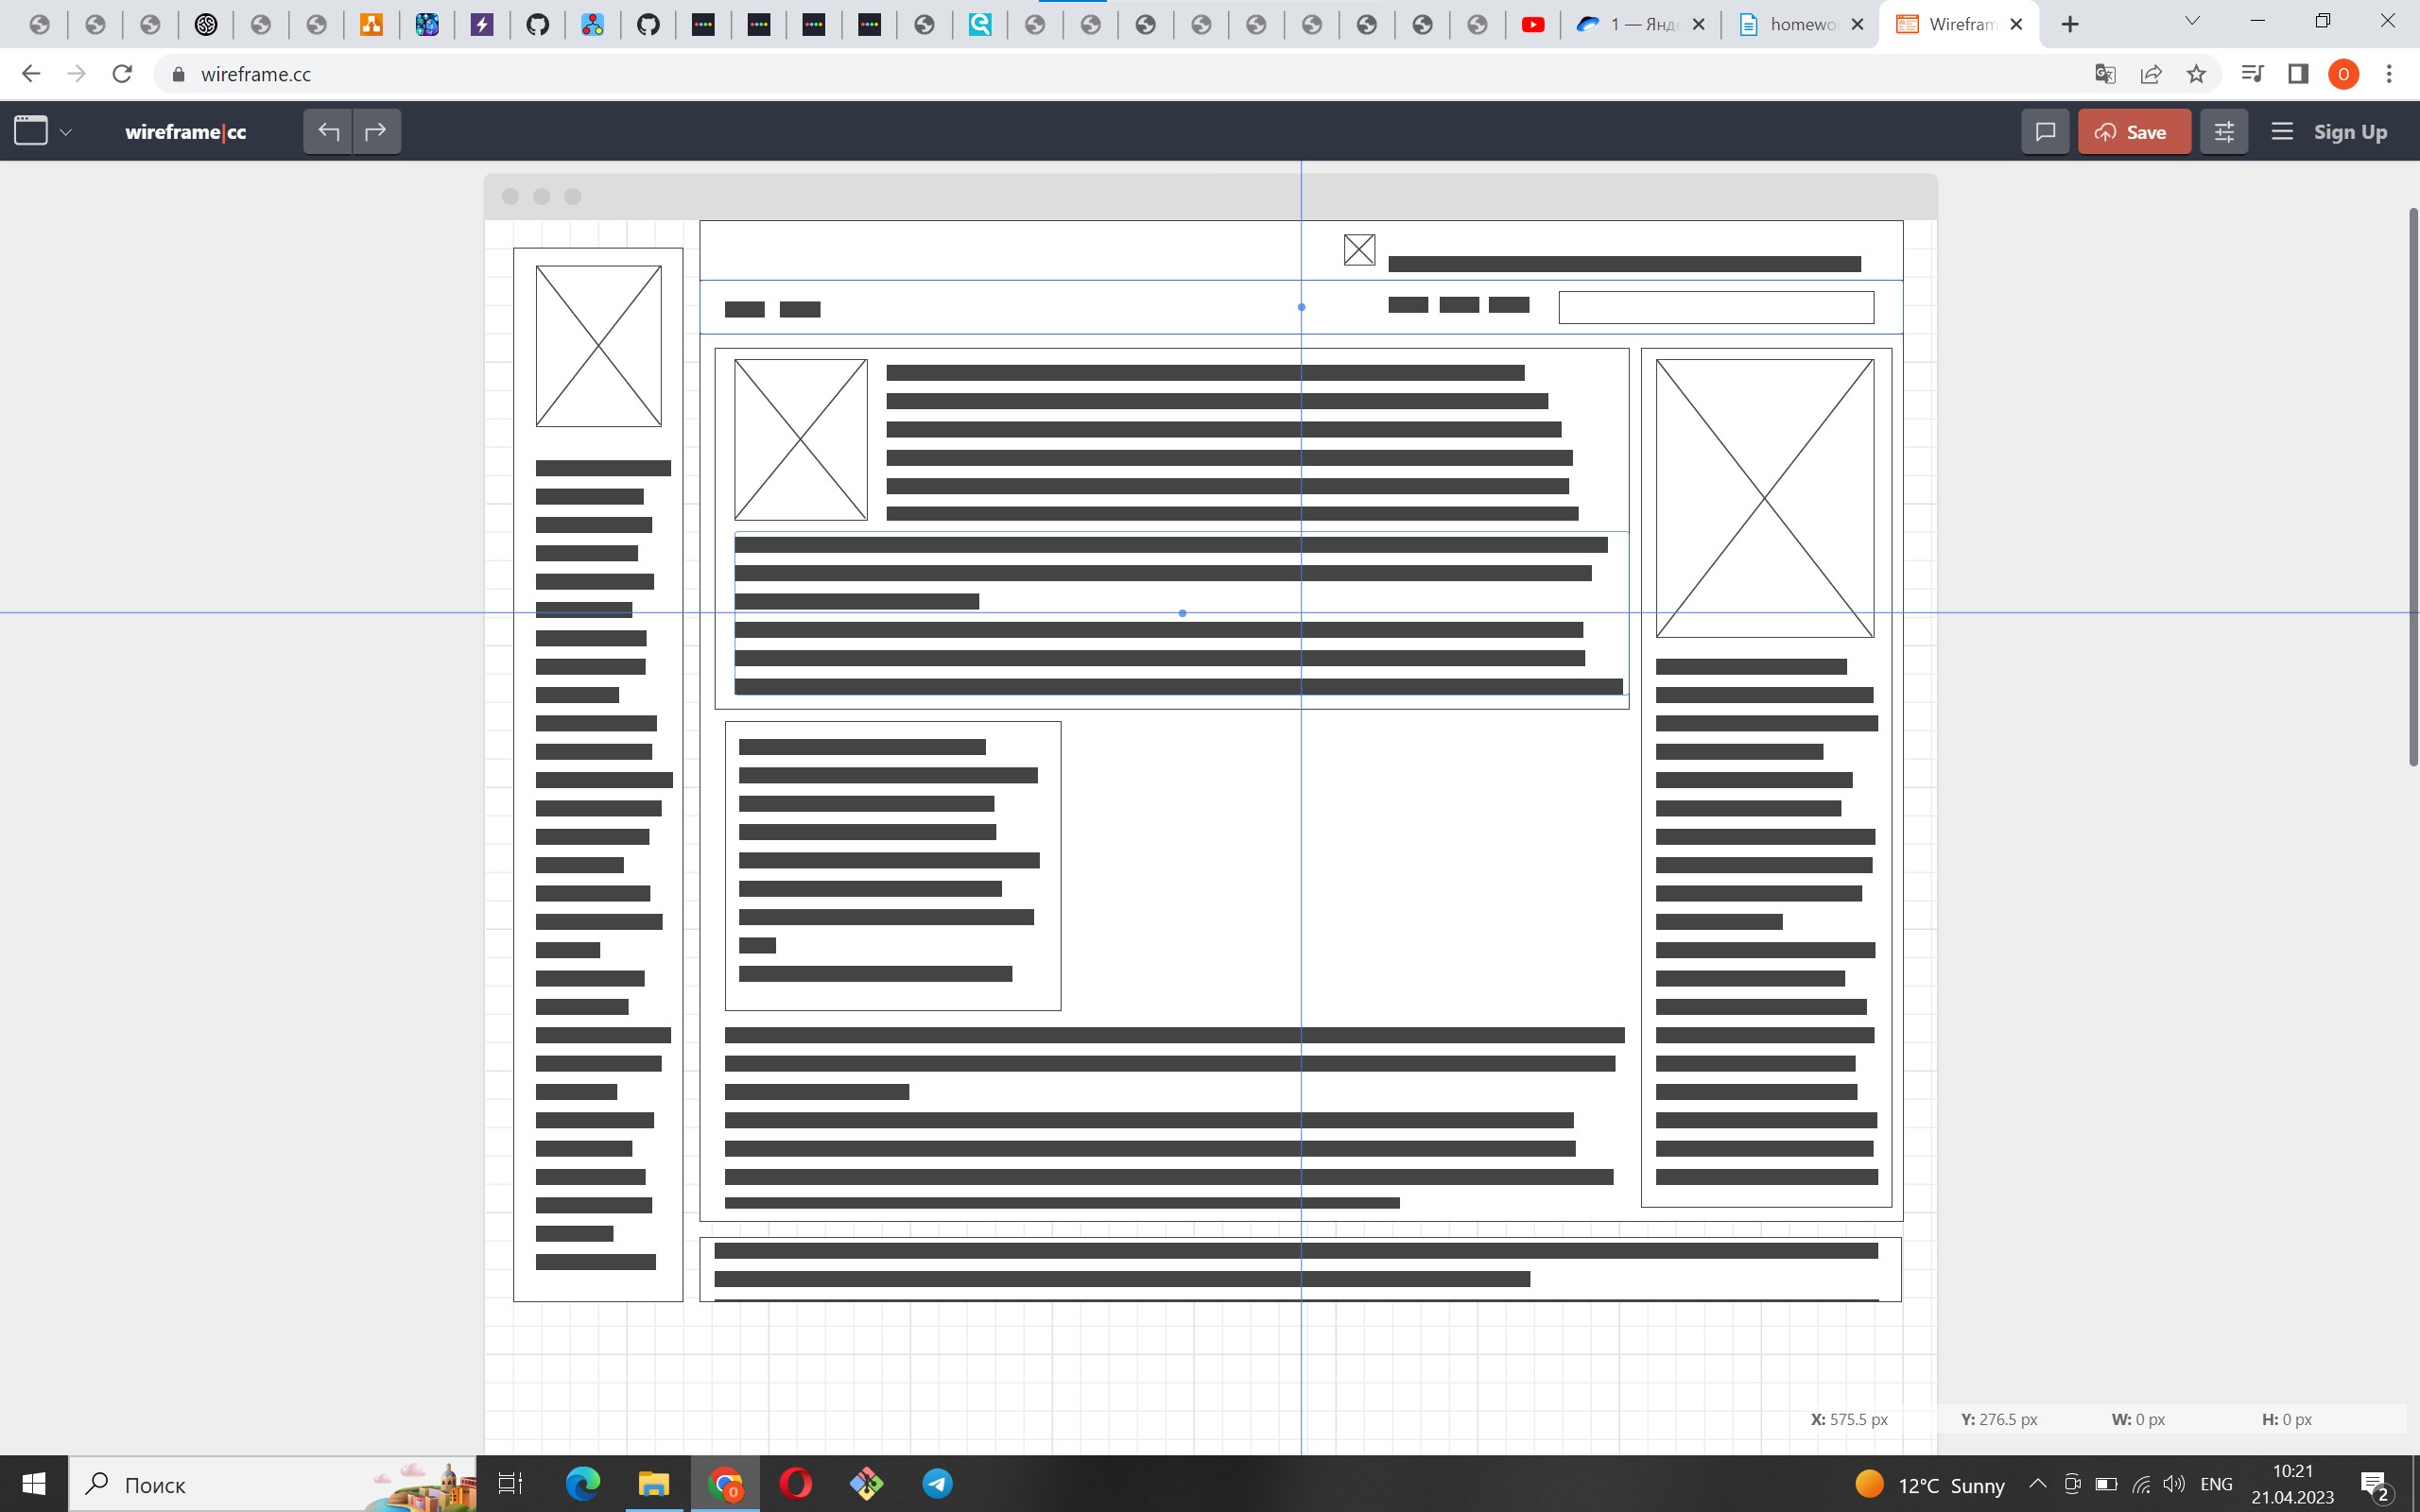 1 — Янде
homewo
Wirefram
wireframe.cc
O
wireframe|cc
Save
Sign Up
X: 575.5 px Y: 276.5 px W: 0 px H: 0 px
Поиск
12°C Sunny
ENG
10:21
21.04.2023
2